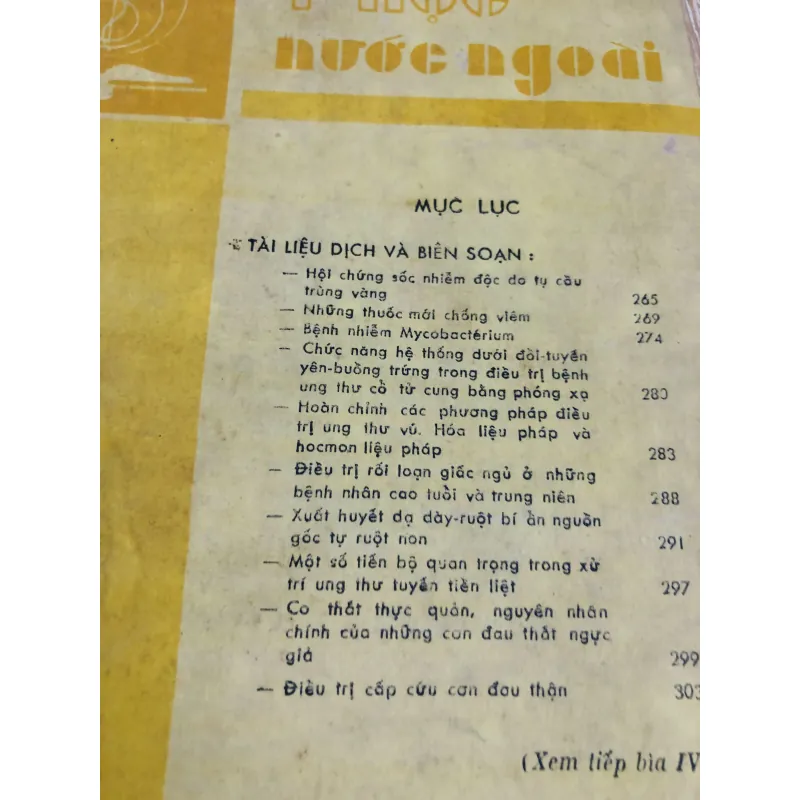 nước ngoài
MỤC LỤC
TÀI LIỆU DỊCH VÀ BIÊN SOẠN :
— Hội chứng sốc nhiễm độc do tụ cầu
trùng vàng 265
— Những thuốc mới chống viêm 269
— Bệnh nhiễm Mycobactérium 274
— Chức năng hệ thống dưới đồi-tuyến
yên-buồng trứng trong điều trị bệnh
ung thư cổ tử cung bằng phóng xạ 280
— Hoàn chỉnh các phương pháp điều
trị ung thư vú. Hóa liệu pháp và
hocmon liệu pháp 283
— Điều trị rối loạn giấc ngủ ở những
bệnh nhân cao tuổi và trung niên 288
— Xuất huyết dạ dày-ruột bí ẩn nguồn
gốc tự ruột non 291
— Một số tiến bộ quan trọng trong xử
trí ung thư tuyến tiền liệt 297
— Co thắt thực quản, nguyên nhân
chính của những cơn đau thắt ngực
giả 299
— Điều trị cấp cứu cơn đau thận 303
(Xem tiếp bìa IV